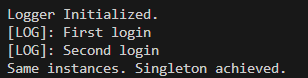 Logger Initialized.
[LOG]: First login
[LOG]: Second login
Same instances. Singleton achieved.